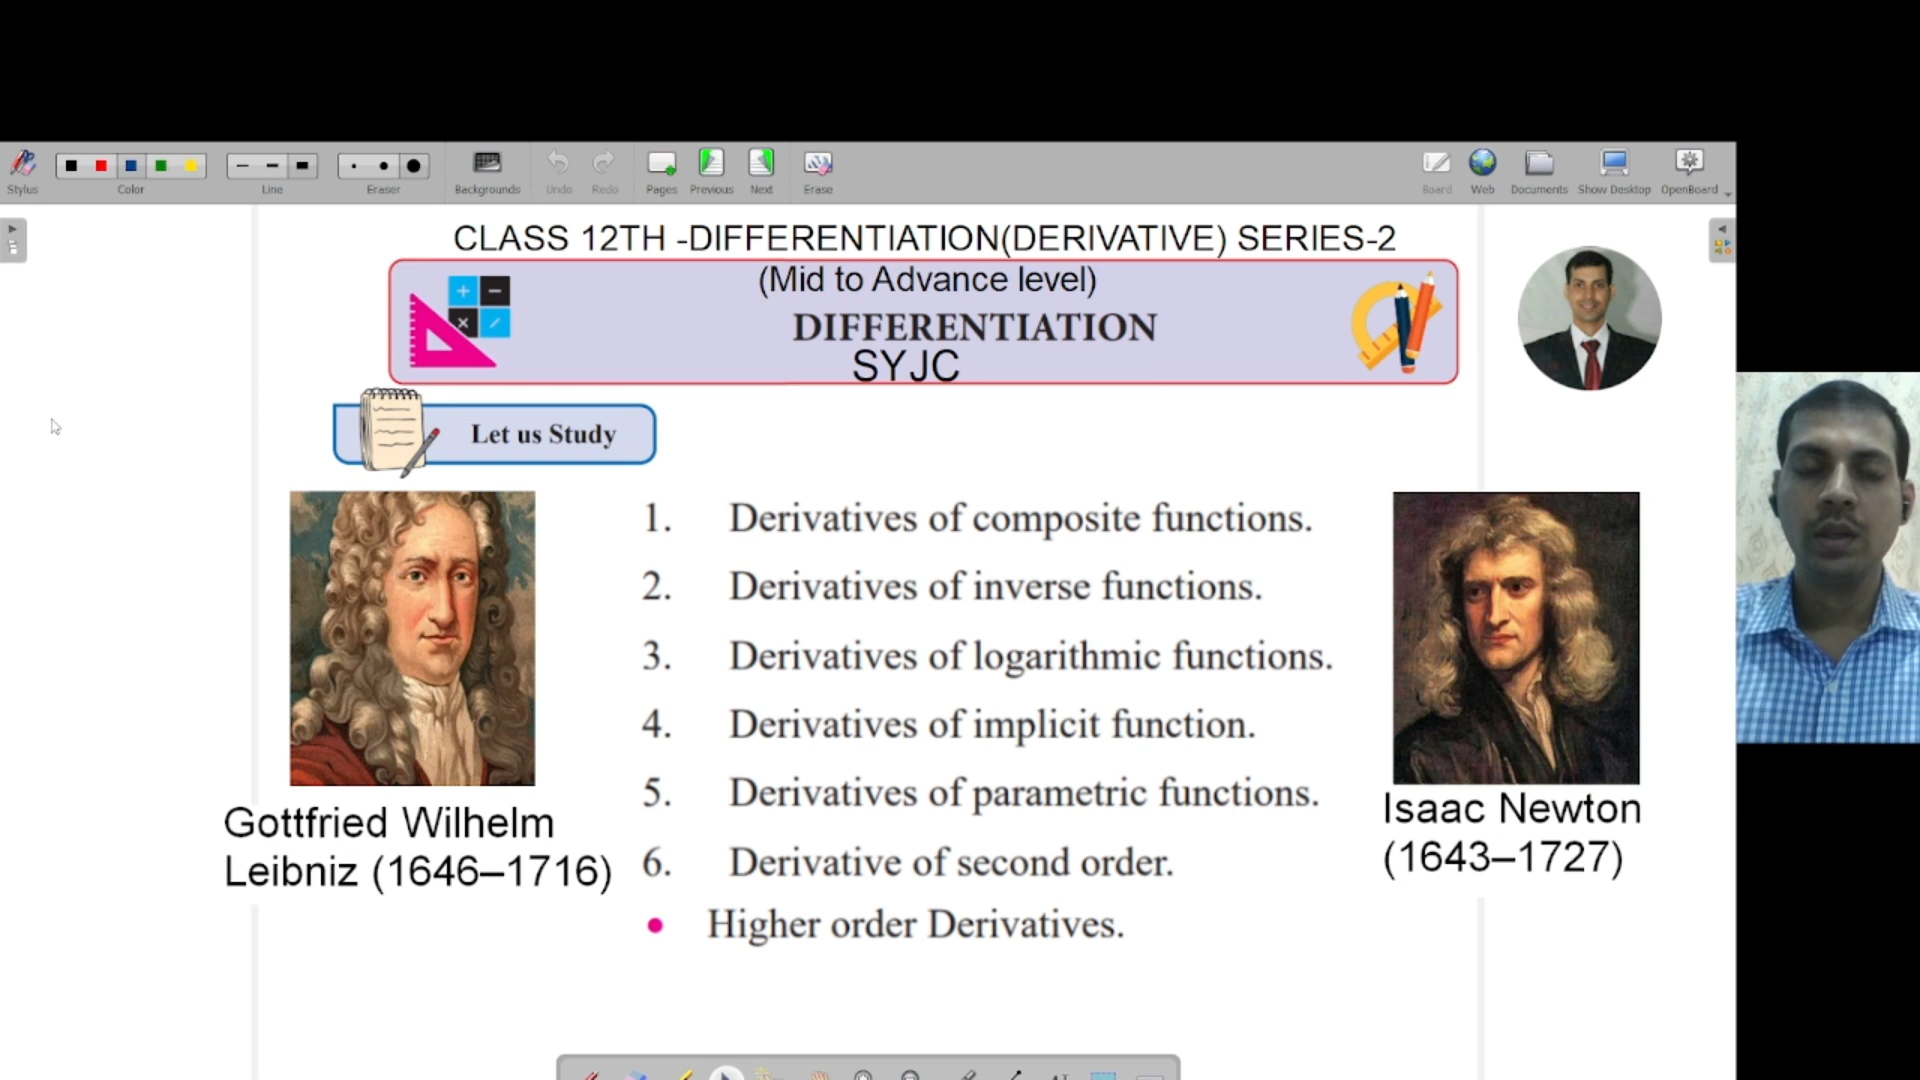 Stylus
Color
Line
Eraser
Backgrounds
Undo
Redo
Pages
Previous
Next
Erase
Board
Web
Documents
Show Desktop
OpenBoard
CLASS 12TH -DIFFERENTIATION(DERIVATIVE) SERIES-2
(Mid to Advance level)
DIFFERENTIATION
SYJC
Let us Study
1. Derivatives of composite functions.
2. Derivatives of inverse functions.
3. Derivatives of logarithmic functions.
4. Derivatives of implicit function.
5. Derivatives of parametric functions.
6. Derivative of second order.
• Higher order Derivatives.
Gottfried Wilhelm
Leibniz (1646–1716)
Isaac Newton
(1643–1727)